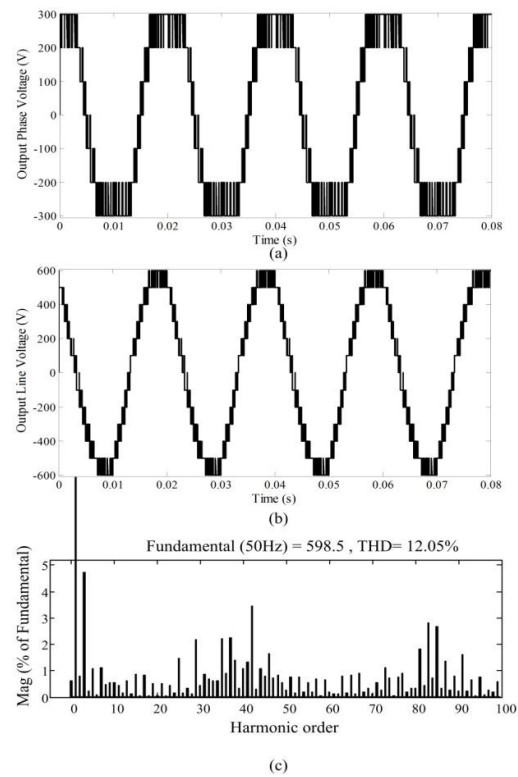 300
200
100
0
-100
-200
-300
Output Phase Voltage (V)
0 0.01 0.02 0.03 0.04 0.05 0.06 0.07 0.08
Time (s)
(a)
600
400
200
0
-200
-400
-600
Output Line Voltage (V)
0 0.01 0.02 0.03 0.04 0.05 0.06 0.07 0.08
Time (s)
(b)
Fundamental (50Hz) = 598.5 , THD= 12.05%
5
4
3
2
1
0
Mag (% of Fundamental)
0 10 20 30 40 50 60 70 80 90 100
Harmonic order
(c)